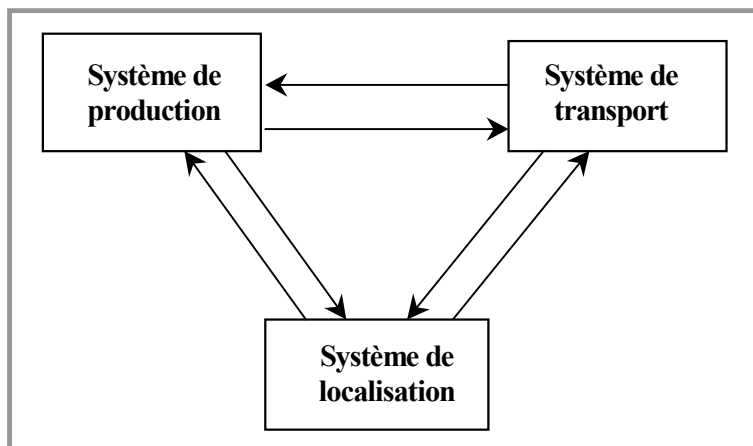 Système de
production
Système de
transport
Système de
localisation